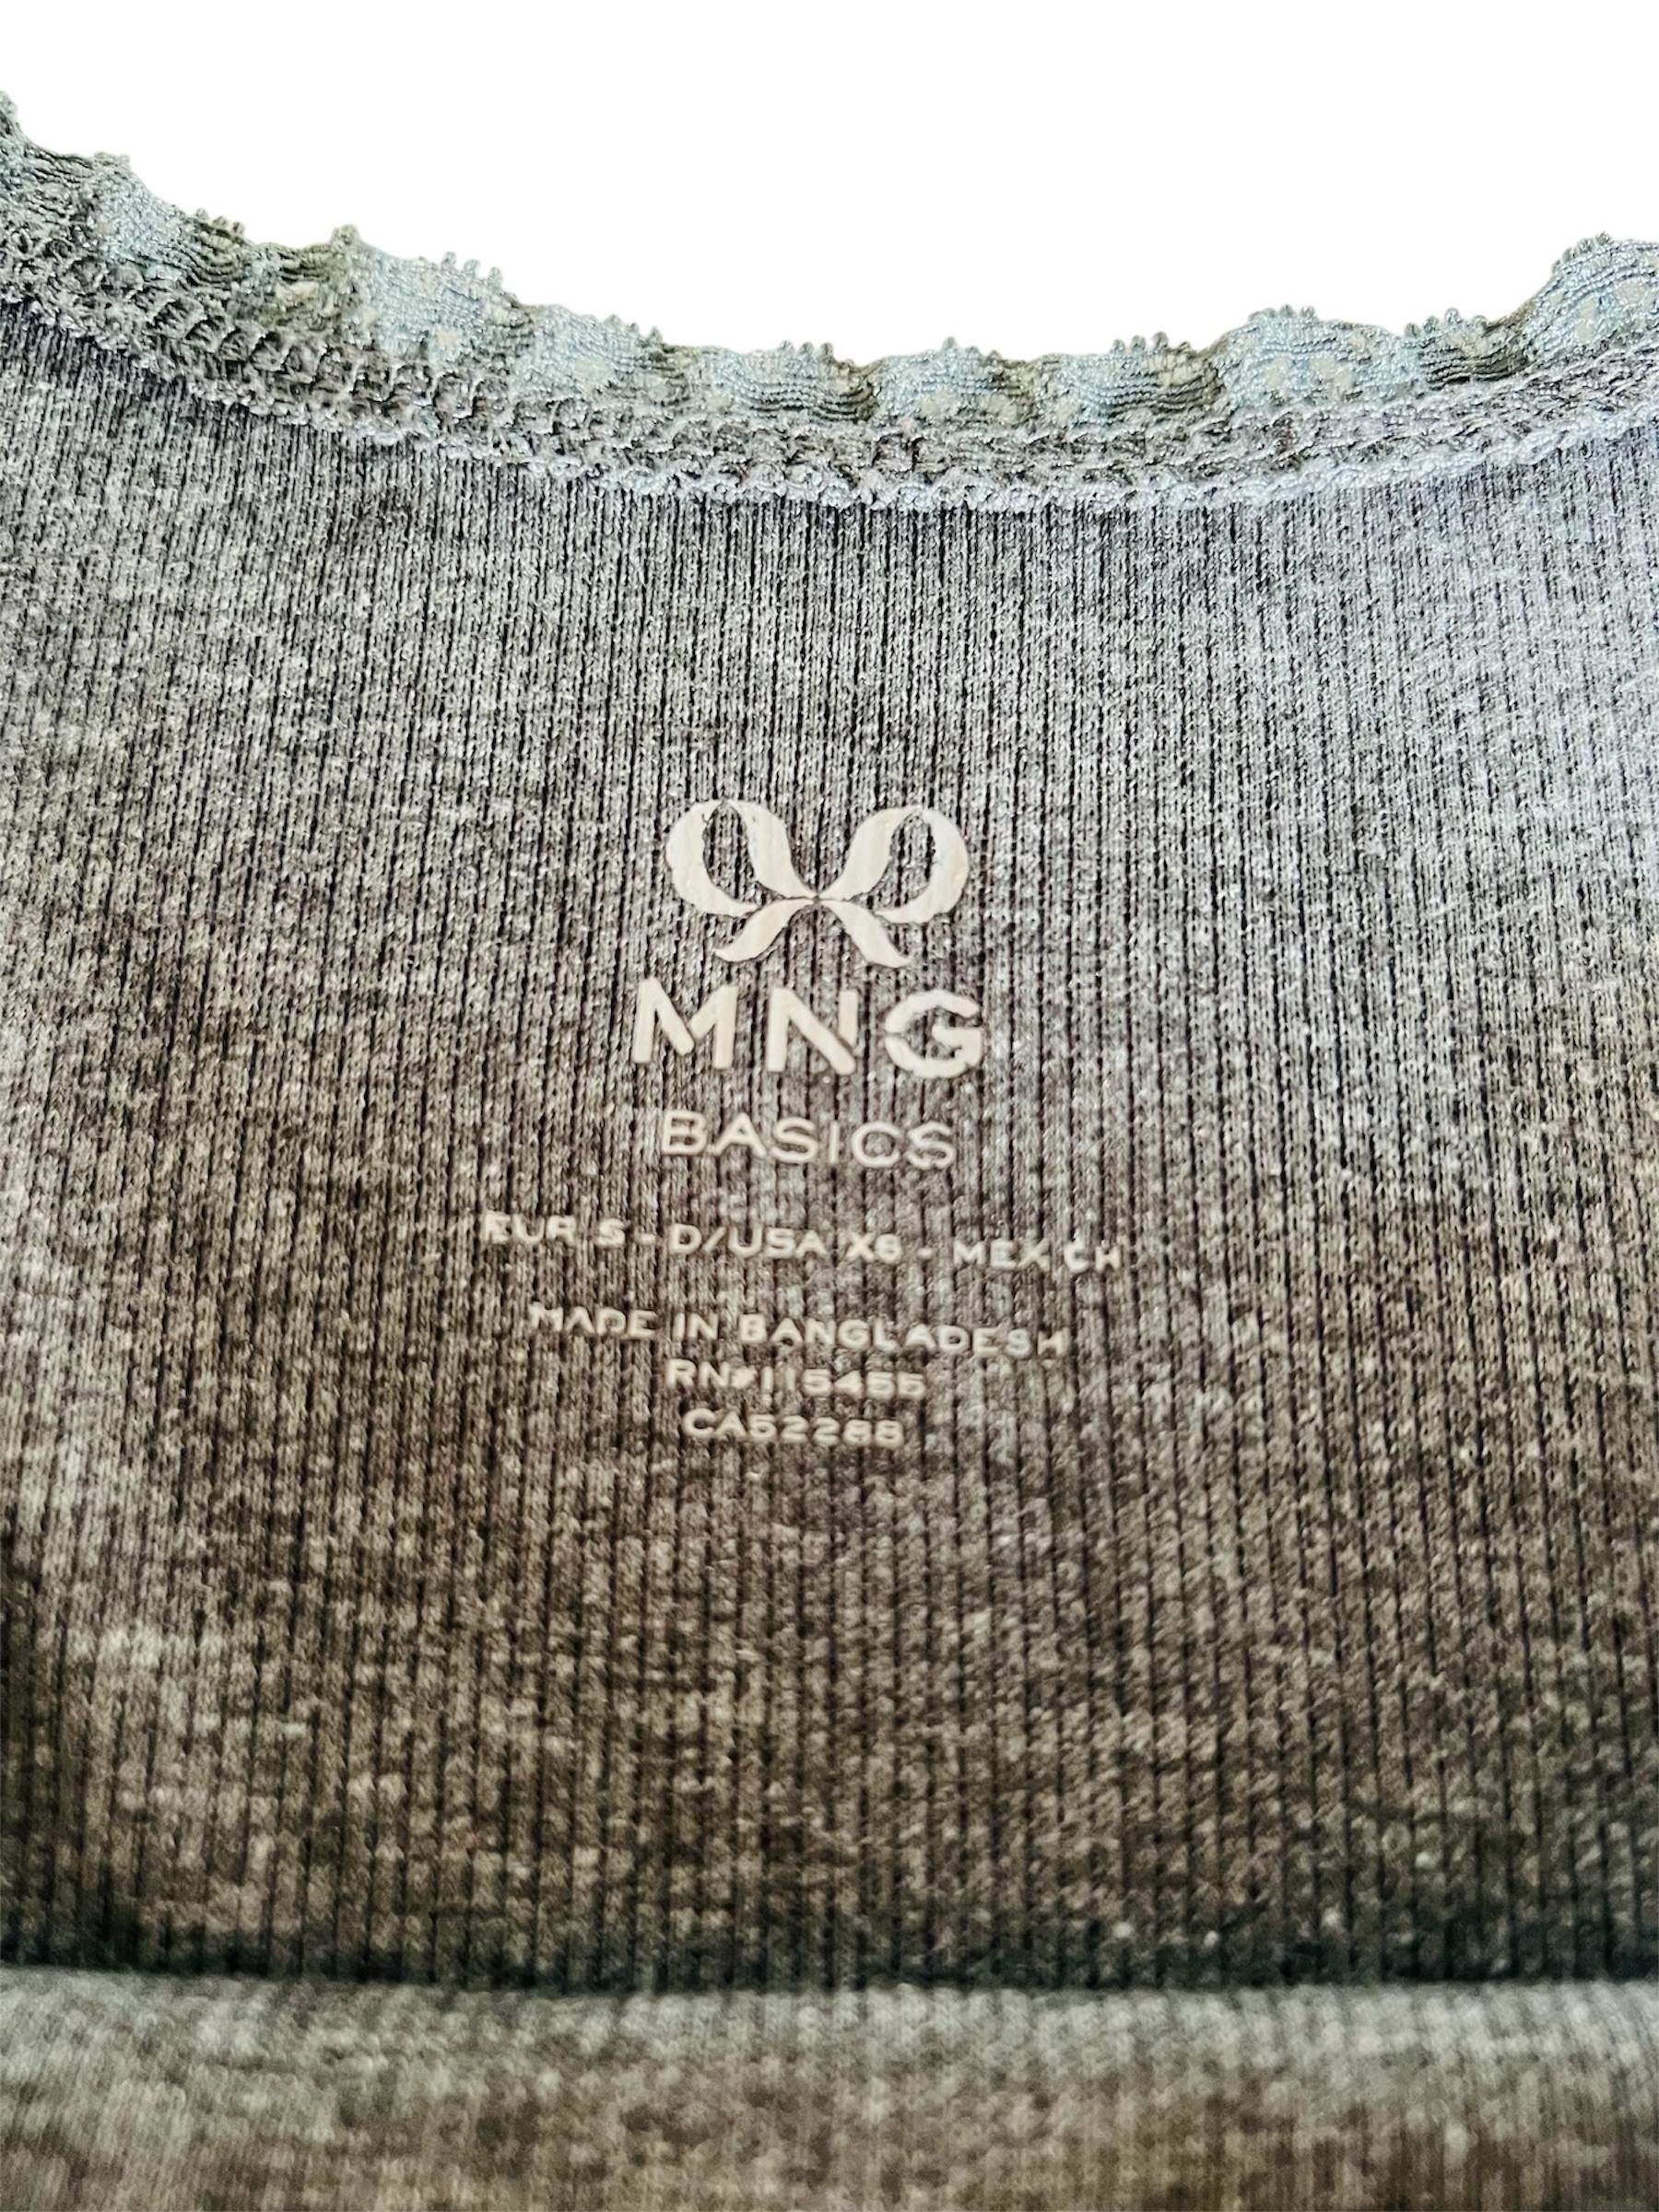 MNG
BASICS
EUR S - D/USA XS - MEX CH
MADE IN BANGLADESH
RN#115455
CA52288